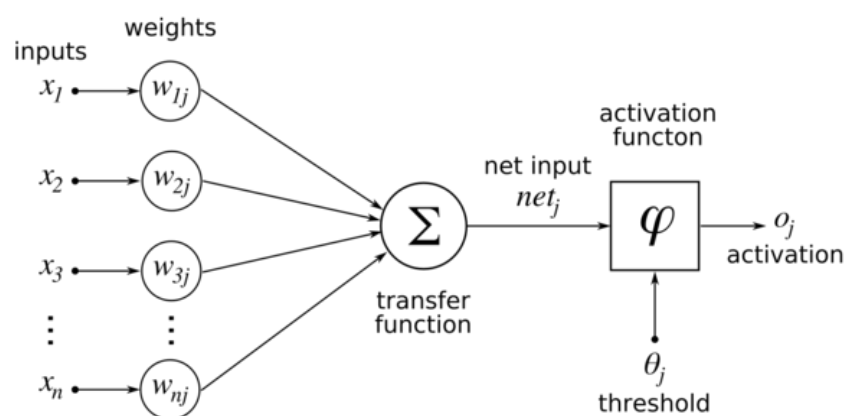 weights
inputs
x1
w1j
x2
w2j
x3
w3j
⋮ ⋮
xn
wnj
Σ
transfer
function
net input
netj
activation
functon
φ
oj
activation
θj
threshold